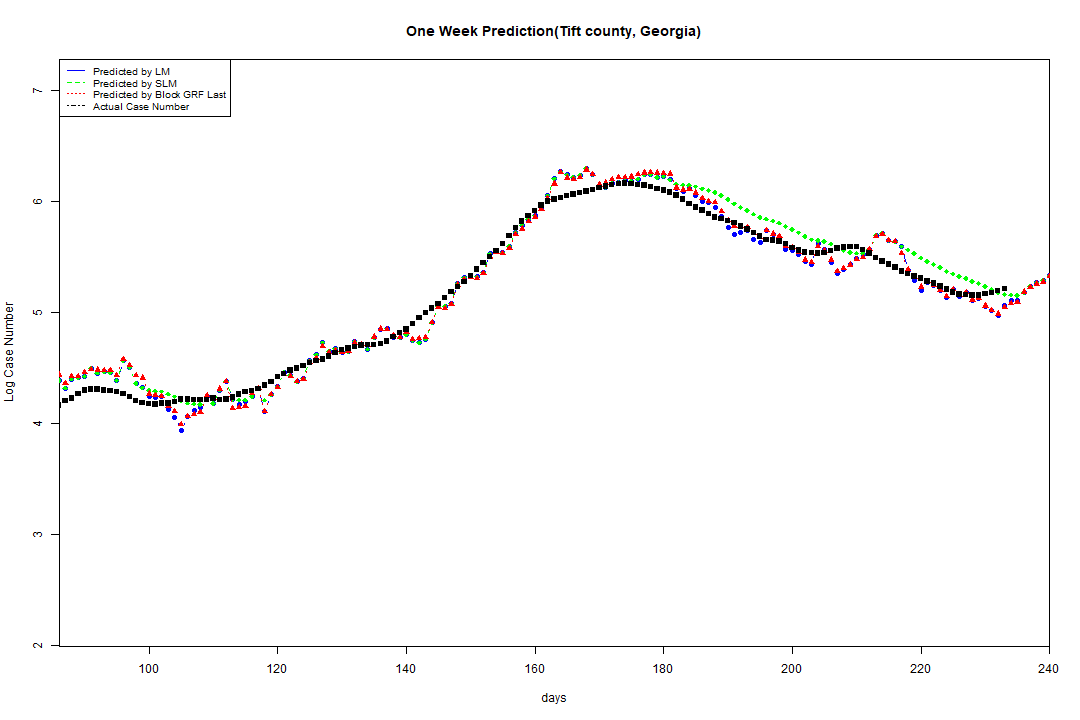 One Week Prediction(Tift county, Georgia)
Predicted by LM
Predicted by SLM
Predicted by Block GRF Last
Actual Case Number
7
6
5
4
3
2
Log Case Number
100 120 140 160 180 200 220 240
days